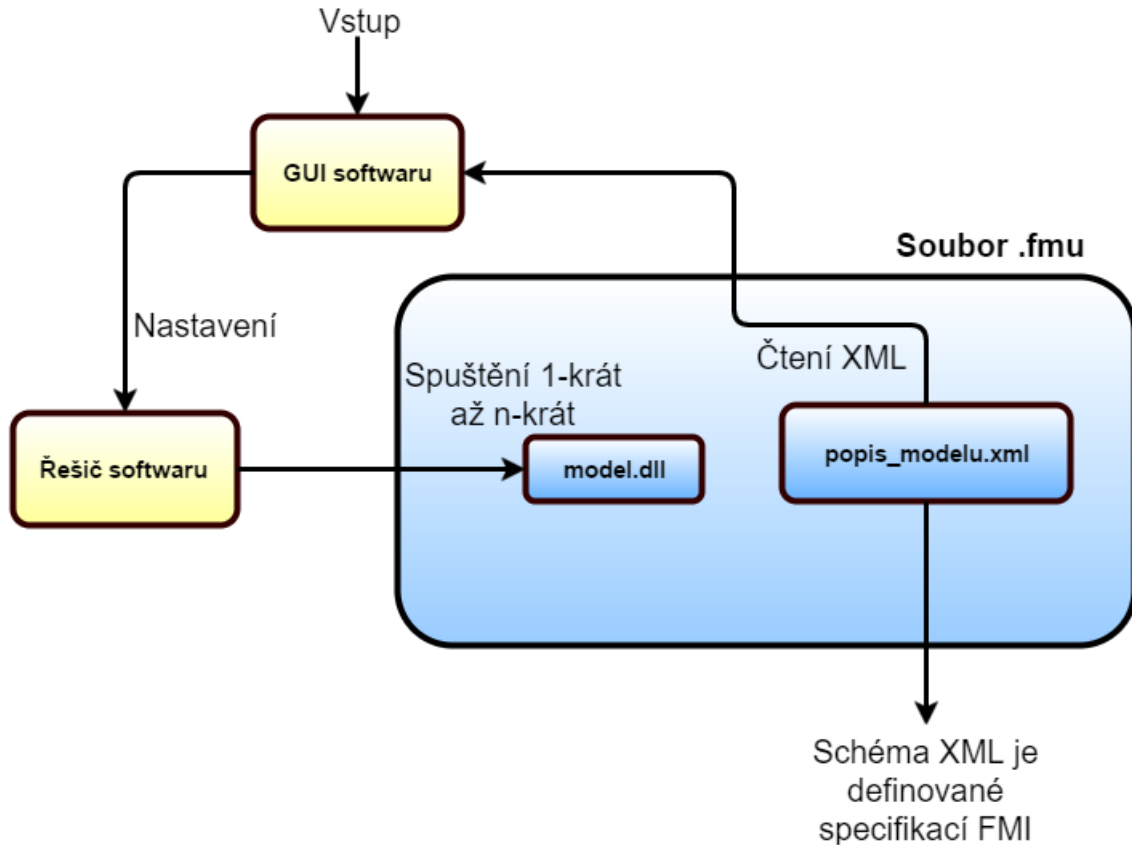 Vstup
GUI softwaru
Soubor .fmu
Nastavení
Čtení XML
Spuštění 1-krát
až n-krát
Řešič softwaru
model.dll
popis_modelu.xml
Schéma XML je
definované
specifikací FMI